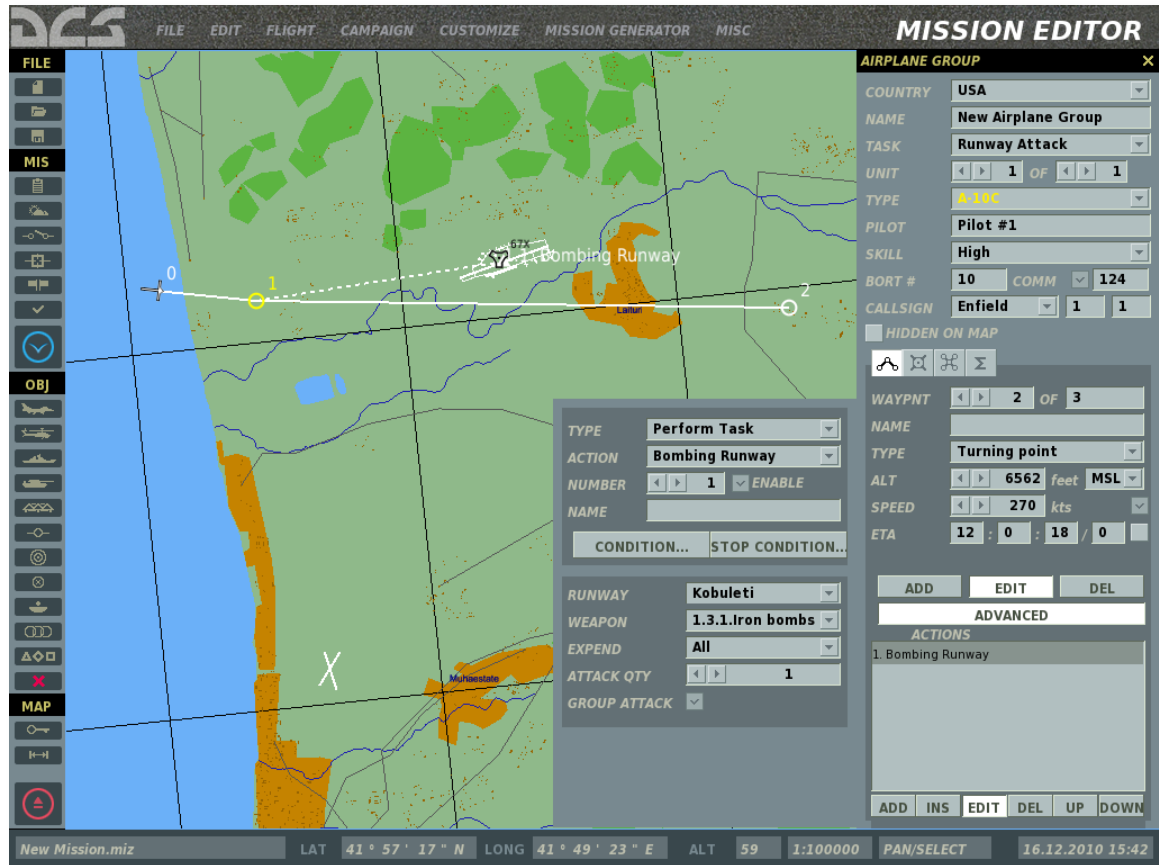 DCS FILE EDIT FLIGHT CAMPAIGN CUSTOMIZE MISSION GENERATOR MISC MISSION EDITOR
FILE
MIS
OBJ
MAP
0
1
2
67X
1. Bombing Runway
Laituri
Muhaestate
X
TYPE Perform Task
ACTION Bombing Runway
NUMBER 1 ENABLE
NAME
CONDITION... STOP CONDITION...
RUNWAY Kobuleti
WEAPON 1.3.1.Iron bombs
EXPEND All
ATTACK QTY 1
GROUP ATTACK
AIRPLANE GROUP
COUNTRY USA
NAME New Airplane Group
TASK Runway Attack
UNIT 1 OF 1
TYPE A-10C
PILOT Pilot #1
SKILL High
BORT # 10 COMM 124
CALLSIGN Enfield 1 1
HIDDEN ON MAP
WAYPNT 2 OF 3
NAME
TYPE Turning point
ALT 6562 feet MSL
SPEED 270 kts
ETA 12 : 0 : 18 / 0
ADD EDIT DEL
ADVANCED
ACTIONS
1. Bombing Runway
ADD INS EDIT DEL UP DOWN
New Mission.miz LAT 41 ° 57 ' 17 " N LONG 41 ° 49 ' 23 " E ALT 59 1:100000 PAN/SELECT 16.12.2010 15:42